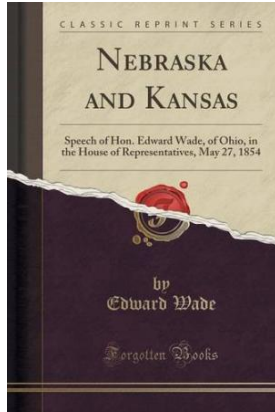 CLASSIC REPRINT SERIES
NEBRASKA
AND KANSAS
Speech of Hon. Edward Wade, of Ohio, in
the House of Representatives, May 27, 1854
by
Edward Wade
Forgotten Books